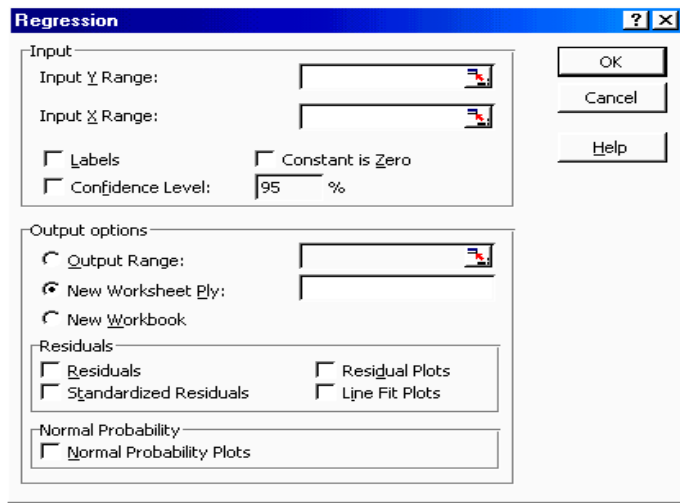 Regression
Input
Input Y Range:
Input X Range:
Labels
Constant is Zero
Confidence Level:
95 %
OK
Cancel
Help
Output options
Output Range:
New Worksheet Ply:
New Workbook
Residuals
Residuals
Residual Plots
Standardized Residuals
Line Fit Plots
Normal Probability
Normal Probability Plots